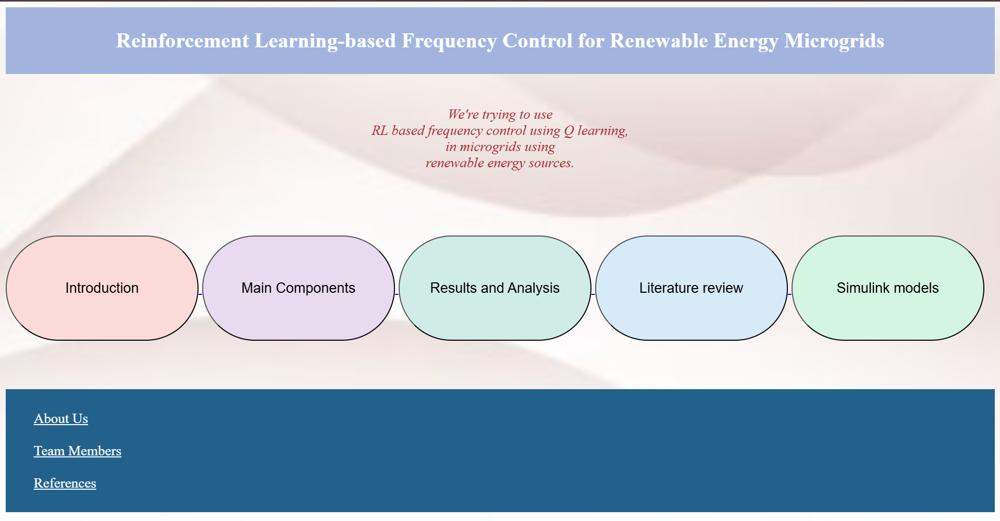 Reinforcement Learning-based Frequency Control for Renewable Energy Microgrids
We're trying to use
RL based frequency control using Q learning,
in microgrids using
renewable energy sources.
Introduction
Main Components
Results and Analysis
Literature review
Simulink models
About Us
Team Members
References